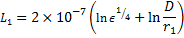 L₁ = 2 × 10⁻⁷ (ln ϵ^{1/4} + ln D/r₁)